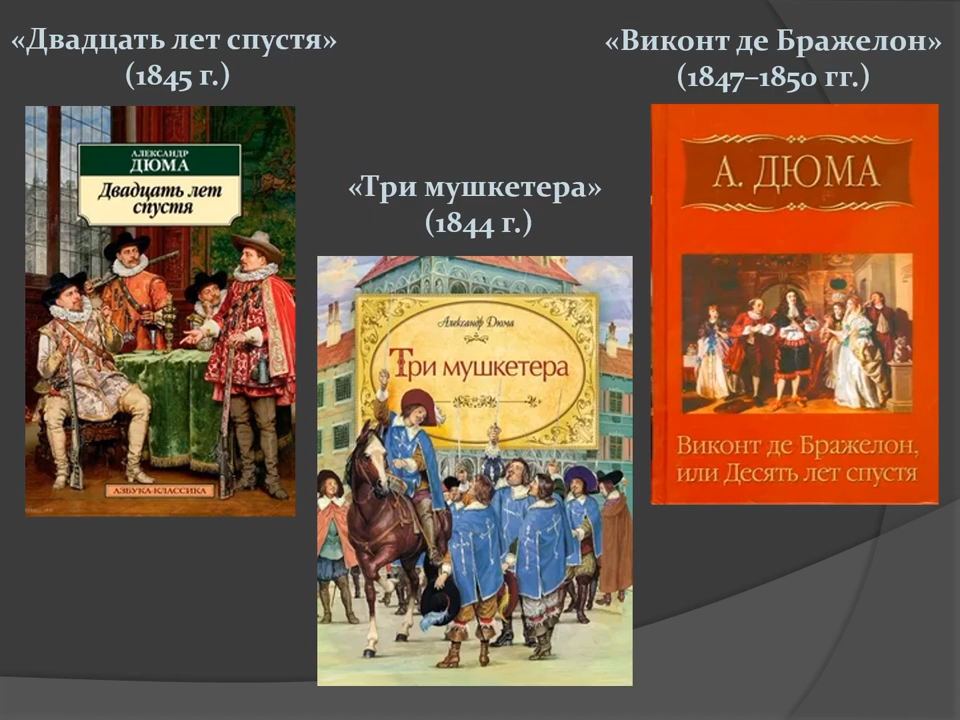 «Двадцать лет спустя»
(1845 г.)
АЛЕКСАНДР
ДЮМА
Двадцать лет
спустя
АЗБУКА-КЛАССИКА
«Три мушкетера»
(1844 г.)
Александр Дюма
Три мушкетера
«Виконт де Бражелон»
(1847–1850 гг.)
А. ДЮМА
Виконт де Бражелон,
или Десять лет спустя